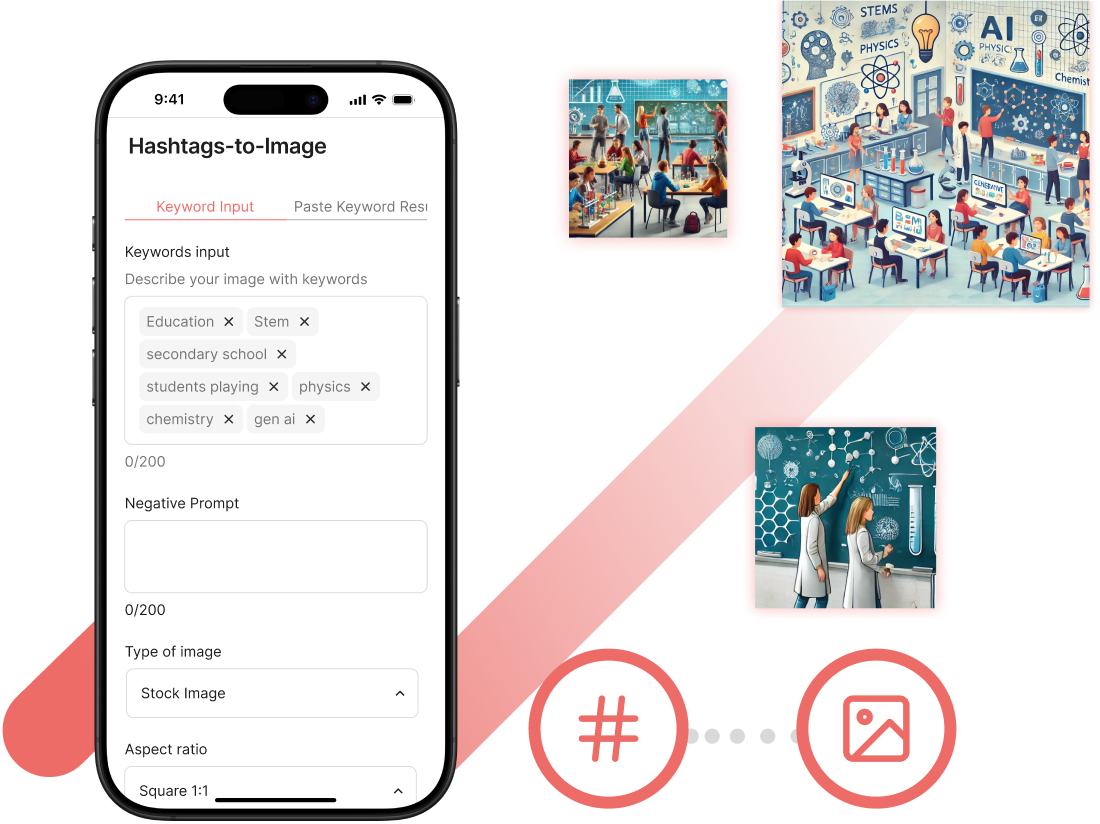 9:41
Hashtags-to-Image
Keyword Input
Paste Keyword Resu
Keywords input
Describe your image with keywords
Education ✕ Stem ✕
secondary school ✕
students playing ✕ physics ✕
chemistry ✕ gen ai ✕
0/200
Negative Prompt
0/200
Type of image
Stock Image
Aspect ratio
Square 1:1
STEMS
PHYSICS
AI
PHYSIC
Chemist
GENERATIVE
#